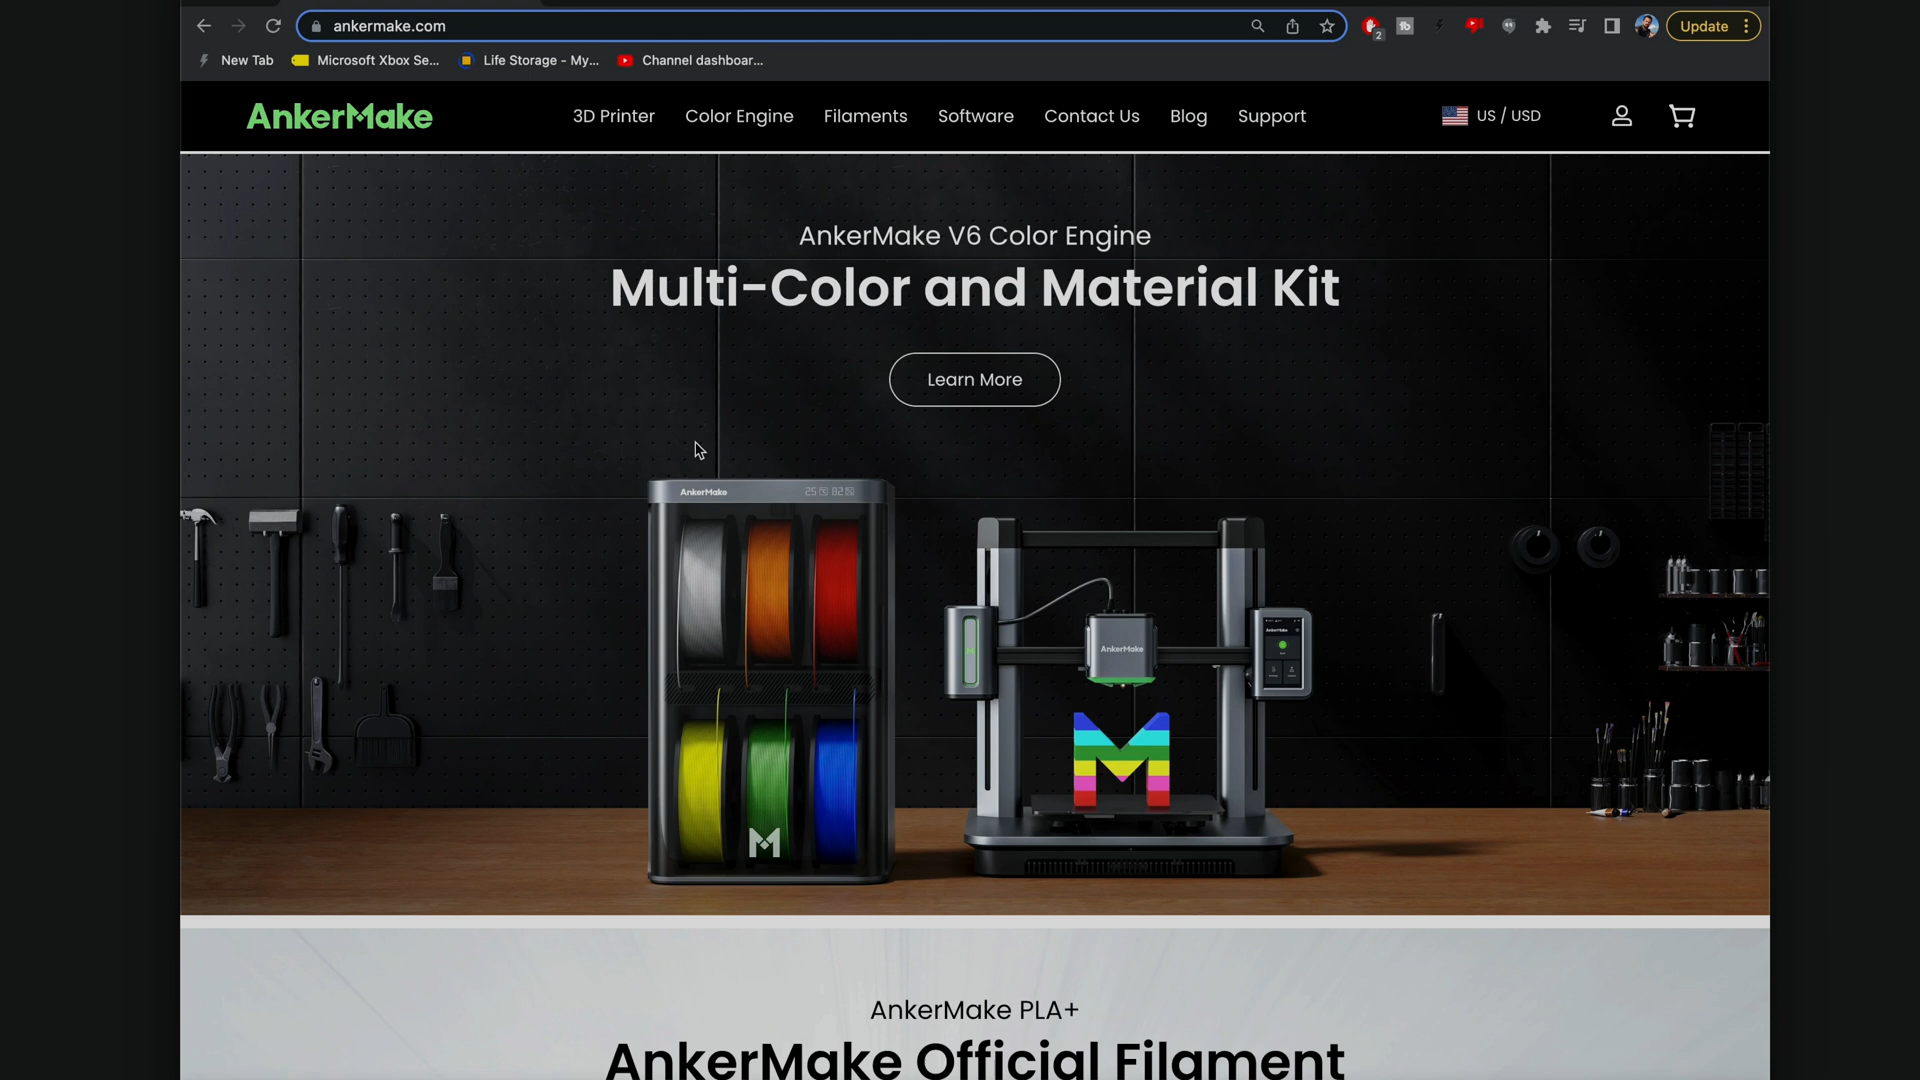 ankermake.com
2
Update
New Tab
Microsoft Xbox Se...
Life Storage - My...
Channel dashboar...
AnkerMake
3D Printer
Color Engine
Filaments
Software
Contact Us
Blog
Support
US / USD
AnkerMake V6 Color Engine
Multi-Color and Material Kit
Learn More
AnkerMake
AnkerMake
AnkerMake
AnkerMake PLA+
AnkerMake Official Filament